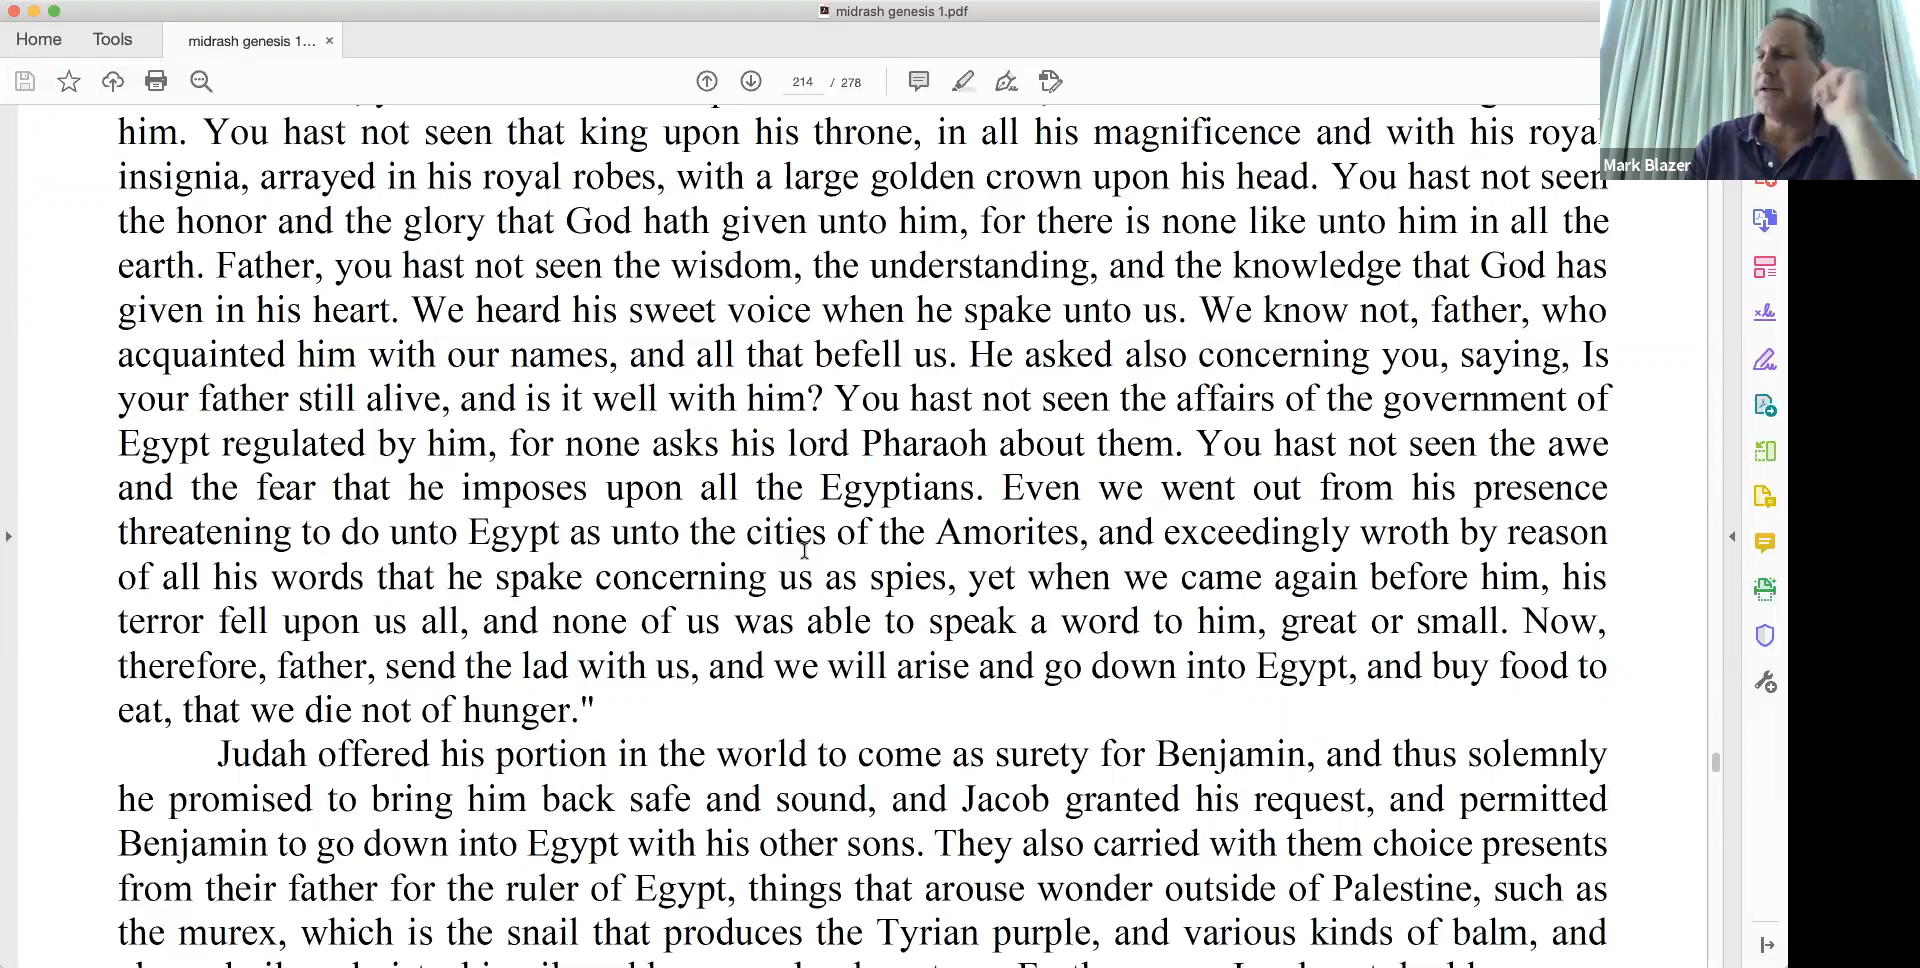 midrash genesis 1.pdf
Home Tools midrash genesis 1... ×
214 / 278
Mark Blazer
him. You hast not seen that king upon his throne, in all his magnificence and with his royal
insignia, arrayed in his royal robes, with a large golden crown upon his head. You hast not seen
the honor and the glory that God hath given unto him, for there is none like unto him in all the
earth. Father, you hast not seen the wisdom, the understanding, and the knowledge that God has
given in his heart. We heard his sweet voice when he spake unto us. We know not, father, who
acquainted him with our names, and all that befell us. He asked also concerning you, saying, Is
your father still alive, and is it well with him? You hast not seen the affairs of the government of
Egypt regulated by him, for none asks his lord Pharaoh about them. You hast not seen the awe
and the fear that he imposes upon all the Egyptians. Even we went out from his presence
threatening to do unto Egypt as unto the cities of the Amorites, and exceedingly wroth by reason
of all his words that he spake concerning us as spies, yet when we came again before him, his
terror fell upon us all, and none of us was able to speak a word to him, great or small. Now,
therefore, father, send the lad with us, and we will arise and go down into Egypt, and buy food to
eat, that we die not of hunger."
Judah offered his portion in the world to come as surety for Benjamin, and thus solemnly
he promised to bring him back safe and sound, and Jacob granted his request, and permitted
Benjamin to go down into Egypt with his other sons. They also carried with them choice presents
from their father for the ruler of Egypt, things that arouse wonder outside of Palestine, such as
the murex, which is the snail that produces the Tyrian purple, and various kinds of balm, and